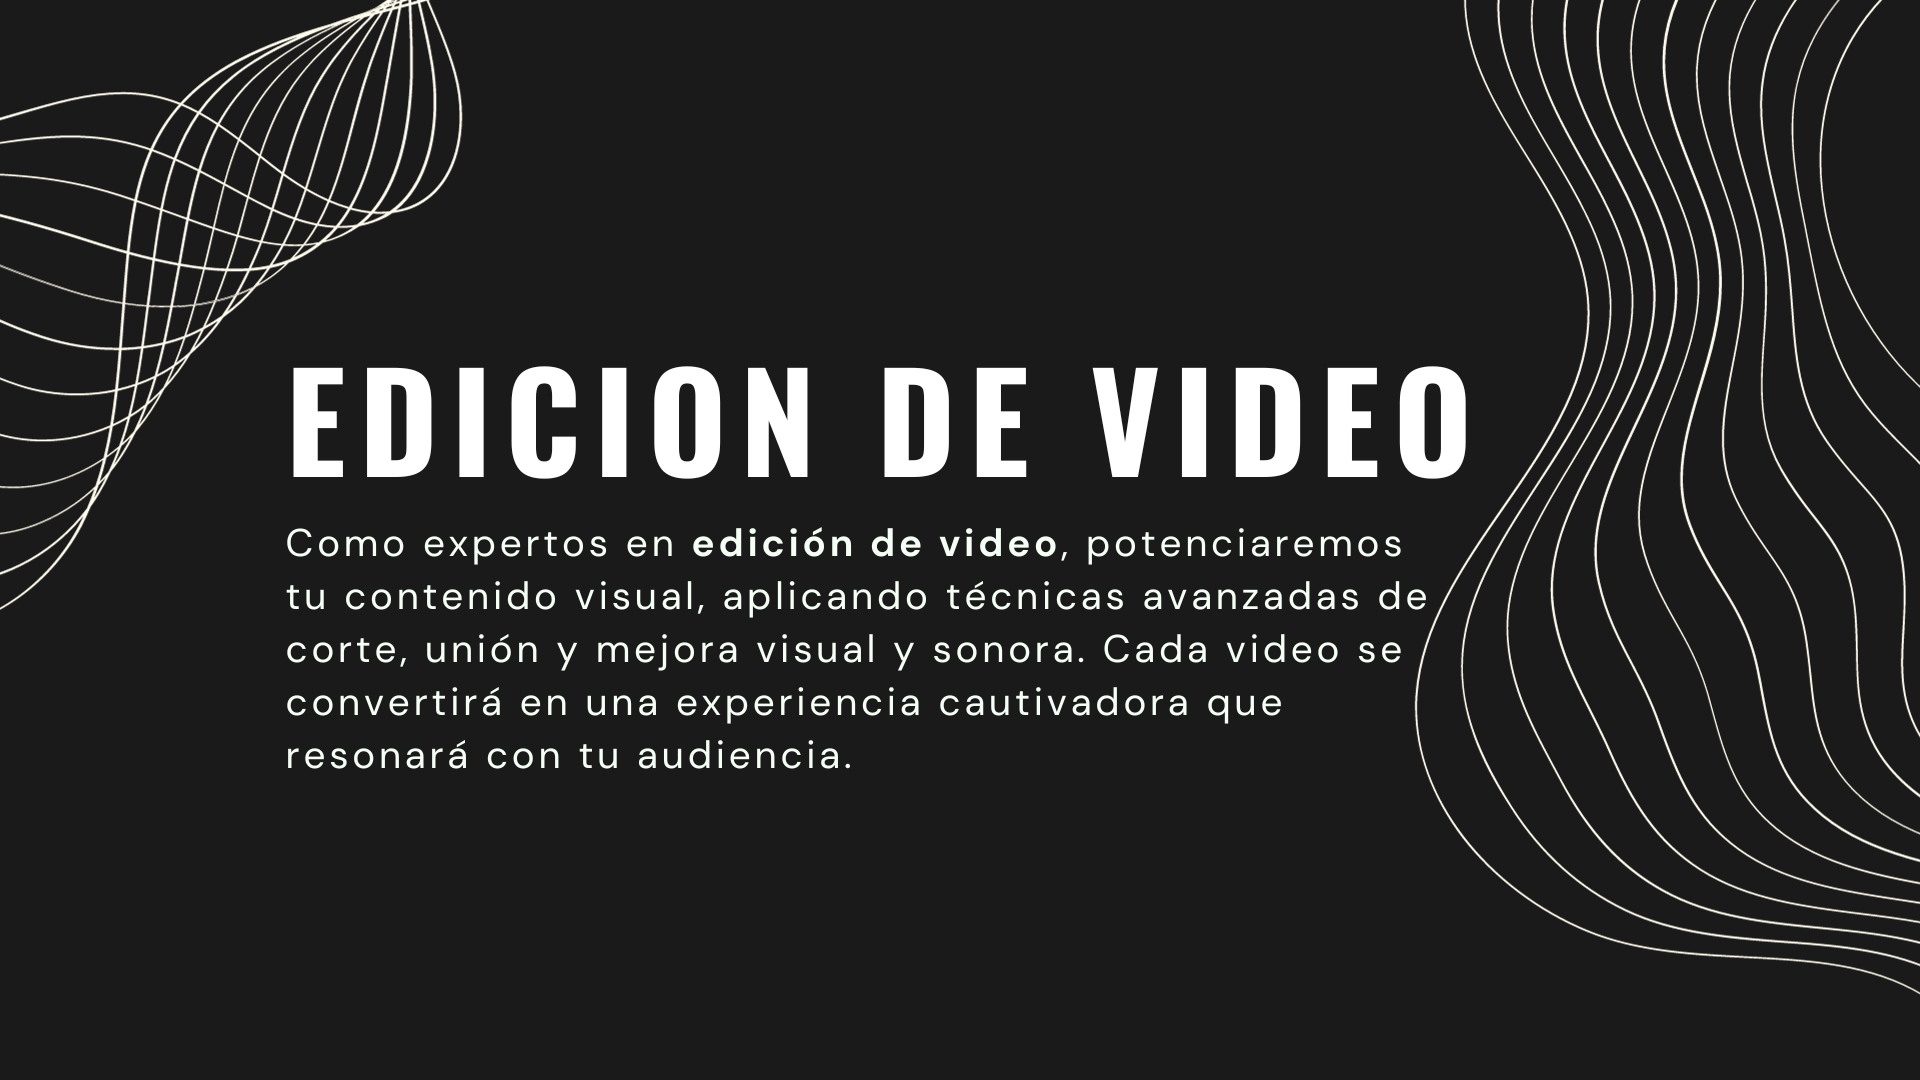 EDICION DE VIDEO
Como expertos en edición de video, potenciaremos
tu contenido visual, aplicando técnicas avanzadas de
corte, unión y mejora visual y sonora. Cada video se
convertirá en una experiencia cautivadora que
resonará con tu audiencia.